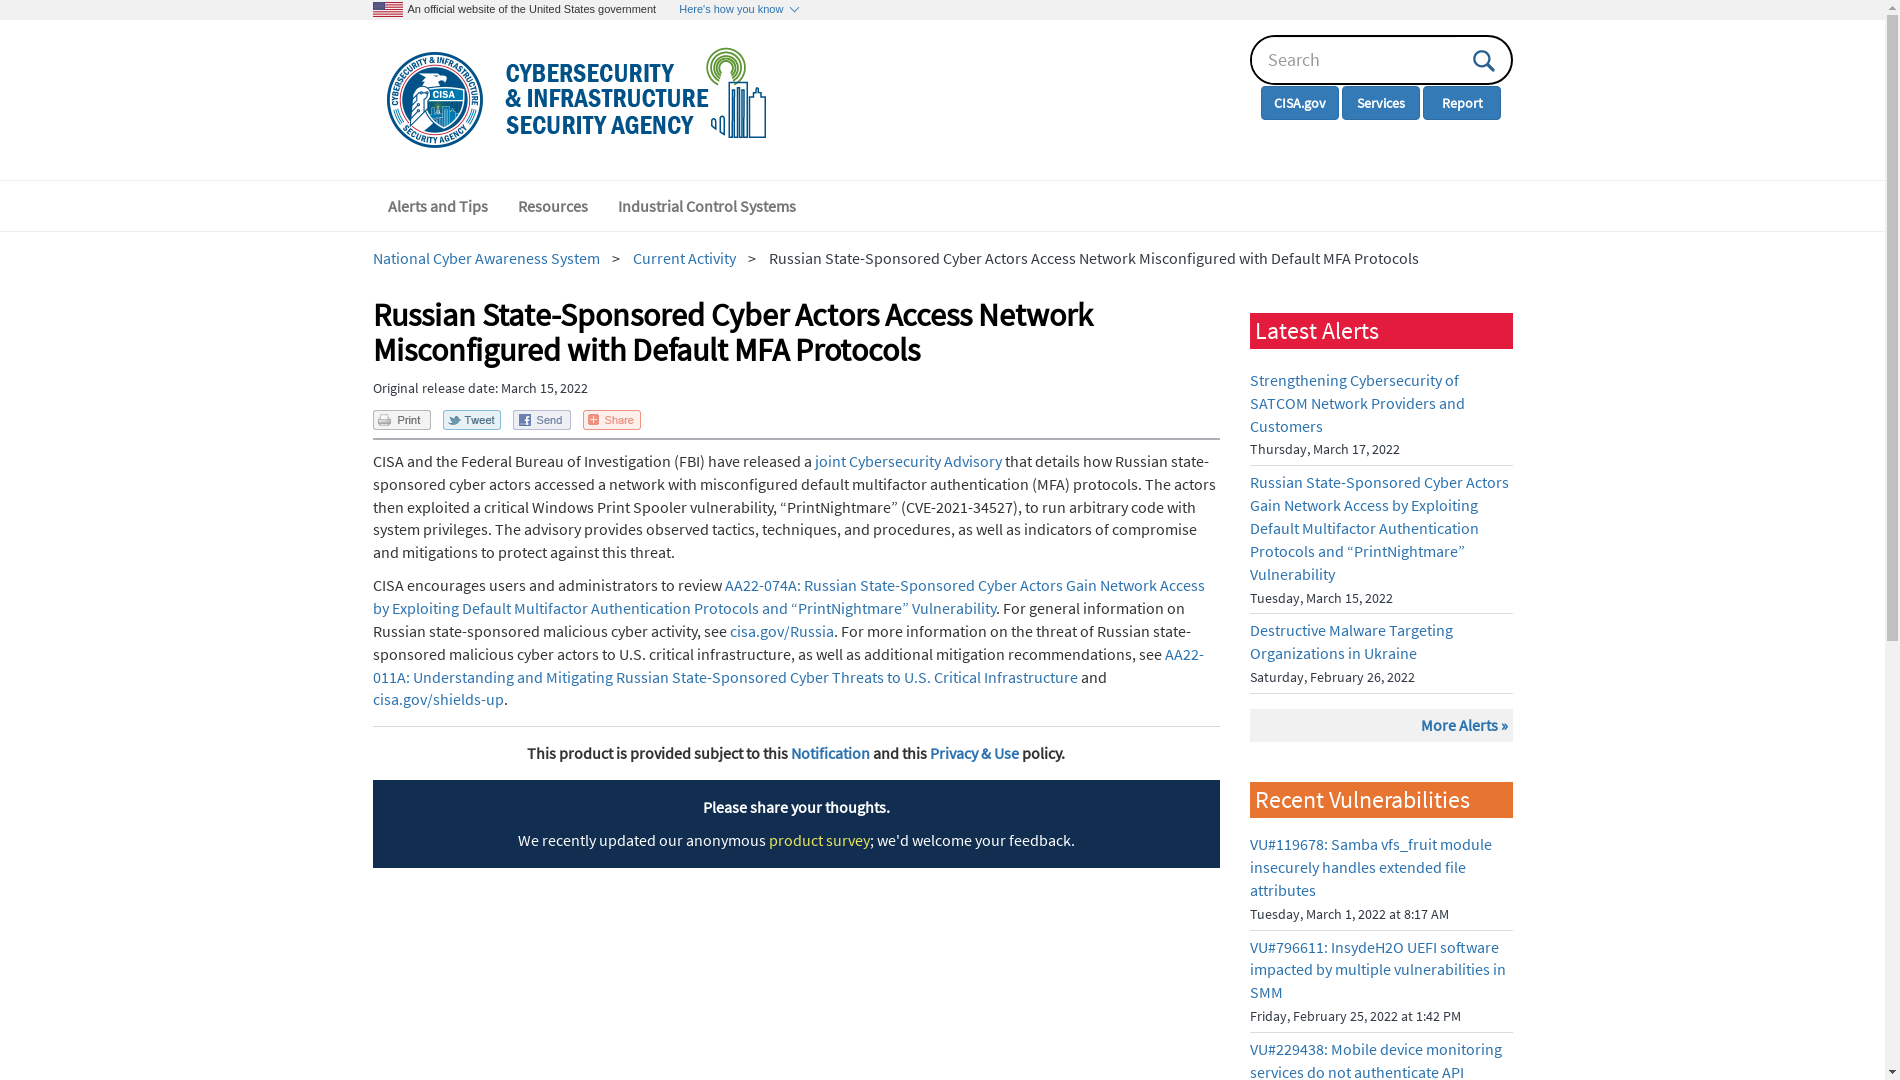 An official website of the United States government Here's how you know
CYBERSECURITY & INFRASTRUCTURE
CISA
SECURITY AGENCY
CYBERSECURITY
& INFRASTRUCTURE
SECURITY AGENCY
Search
CISA.gov Services Report
Alerts and Tips Resources Industrial Control Systems
National Cyber Awareness System > Current Activity > Russian State-Sponsored Cyber Actors Access Network Misconfigured with Default MFA Protocols
Russian State-Sponsored Cyber Actors Access Network
Misconfigured with Default MFA Protocols
Original release date: March 15, 2022
Print Tweet Send Share
CISA and the Federal Bureau of Investigation (FBI) have released a joint Cybersecurity Advisory that details how Russian state-
sponsored cyber actors accessed a network with misconfigured default multifactor authentication (MFA) protocols. The actors
then exploited a critical Windows Print Spooler vulnerability, “PrintNightmare” (CVE-2021-34527), to run arbitrary code with
system privileges. The advisory provides observed tactics, techniques, and procedures, as well as indicators of compromise
and mitigations to protect against this threat.
CISA encourages users and administrators to review AA22-074A: Russian State-Sponsored Cyber Actors Gain Network Access
by Exploiting Default Multifactor Authentication Protocols and “PrintNightmare” Vulnerability. For general information on
Russian state-sponsored malicious cyber activity, see cisa.gov/Russia. For more information on the threat of Russian state-
sponsored malicious cyber actors to U.S. critical infrastructure, as well as additional mitigation recommendations, see AA22-
011A: Understanding and Mitigating Russian State-Sponsored Cyber Threats to U.S. Critical Infrastructure and
cisa.gov/shields-up.
This product is provided subject to this Notification and this Privacy & Use policy.
Please share your thoughts.
We recently updated our anonymous product survey; we'd welcome your feedback.
Latest Alerts
Strengthening Cybersecurity of
SATCOM Network Providers and
Customers
Thursday, March 17, 2022
Russian State-Sponsored Cyber Actors
Gain Network Access by Exploiting
Default Multifactor Authentication
Protocols and “PrintNightmare”
Vulnerability
Tuesday, March 15, 2022
Destructive Malware Targeting
Organizations in Ukraine
Saturday, February 26, 2022
More Alerts »
Recent Vulnerabilities
VU#119678: Samba vfs_fruit module
insecurely handles extended file
attributes
Tuesday, March 1, 2022 at 8:17 AM
VU#796611: InsydeH2O UEFI software
impacted by multiple vulnerabilities in
SMM
Friday, February 25, 2022 at 1:42 PM
VU#229438: Mobile device monitoring
services do not authenticate API